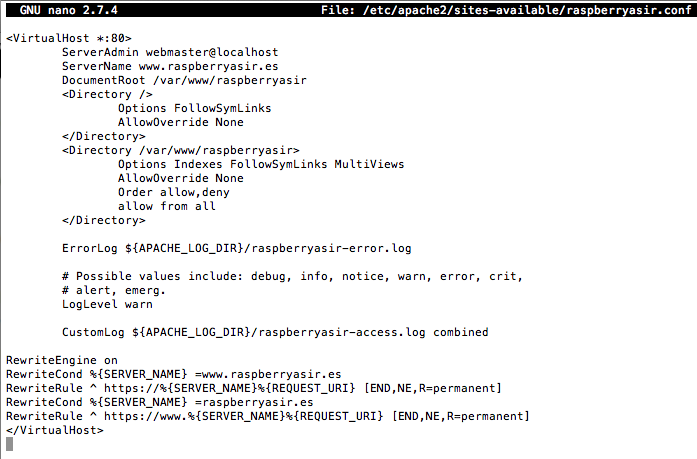 GNU nano 2.7.4 File: /etc/apache2/sites-available/raspberryasir.conf
<VirtualHost *:80>
ServerAdmin webmaster@localhost
ServerName www.raspberryasir.es
DocumentRoot /var/www/raspberryasir
<Directory />
Options FollowSymLinks
AllowOverride None
</Directory>
<Directory /var/www/raspberryasir>
Options Indexes FollowSymLinks MultiViews
AllowOverride None
Order allow,deny
allow from all
</Directory>
ErrorLog ${APACHE_LOG_DIR}/raspberryasir-error.log
# Possible values include: debug, info, notice, warn, error, crit,
# alert, emerg.
LogLevel warn
CustomLog ${APACHE_LOG_DIR}/raspberryasir-access.log combined
RewriteEngine on
RewriteCond %{SERVER_NAME} =www.raspberryasir.es
RewriteRule ^ https://%{SERVER_NAME}%{REQUEST_URI} [END,NE,R=permanent]
RewriteCond %{SERVER_NAME} =raspberryasir.es
RewriteRule ^ https://www.%{SERVER_NAME}%{REQUEST_URI} [END,NE,R=permanent]
</VirtualHost>